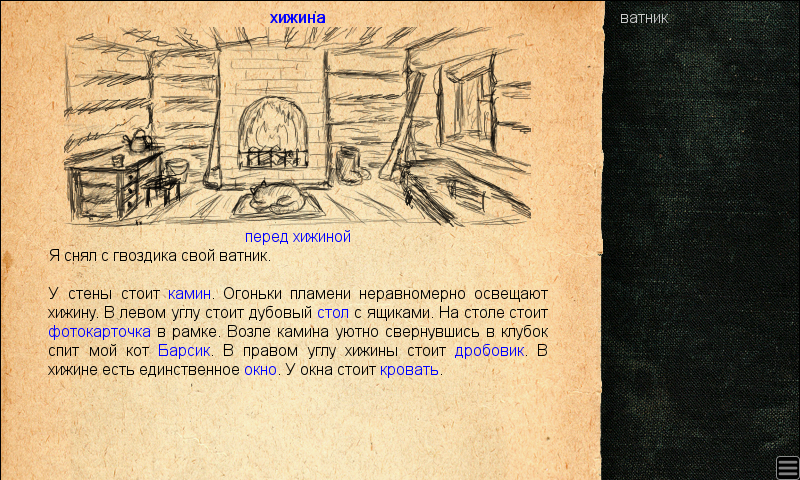 хижина
ватник
перед хижиной
Я снял с гвоздика свой ватник.
У стены стоит камин. Огоньки пламени неравномерно освещают
хижину. В левом углу стоит дубовый стол с ящиками. На столе стоит
фотокарточка в рамке. Возле камина уютно свернувшись в клубок
спит мой кот Барсик. В правом углу хижины стоит дробовик. В
хижине есть единственное окно. У окна стоит кровать.